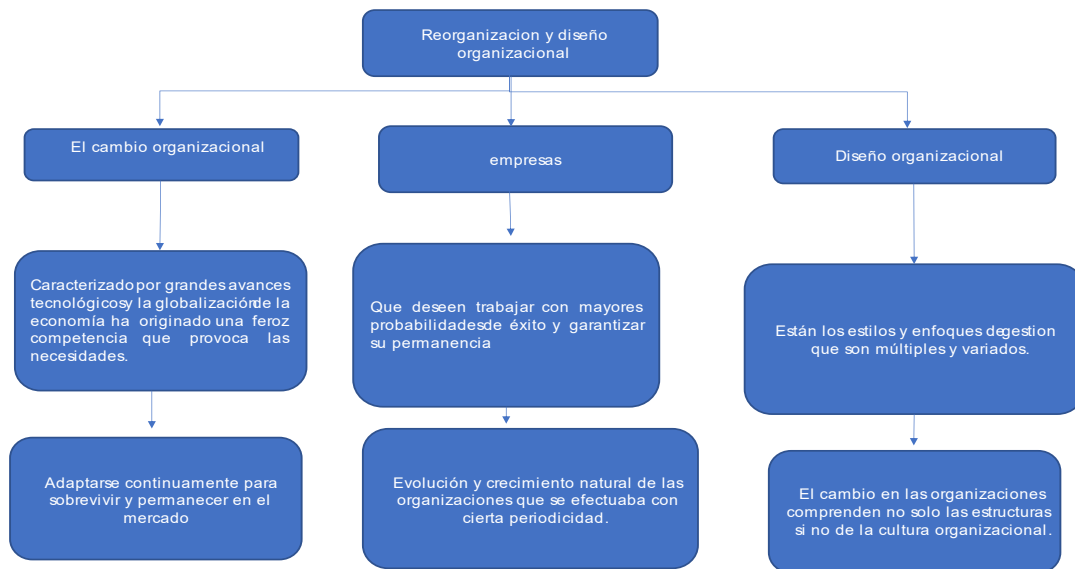 Reorganizacion y diseño
organizacional
El cambio organizacional
empresas
Diseño organizacional
Caracterizado por grandes avances
tecnológicosy la globalización de la
economía ha originado una feroz
competencia que provoca las
necesidades.
Que deseen trabajar con mayores
probabilidades de éxito y garantizar
su permanencia
Están los estilos y enfoques degestion
que son múltiples y variados.
Adaptarse continuamente para
sobrevivir y permanecer en el
mercado
Evolución y crecimiento natural de las
organizaciones que se efectuaba con
cierta periodicidad.
El cambio en las organizaciones
comprenden no solo las estructuras
si no de la cultura organizacional.